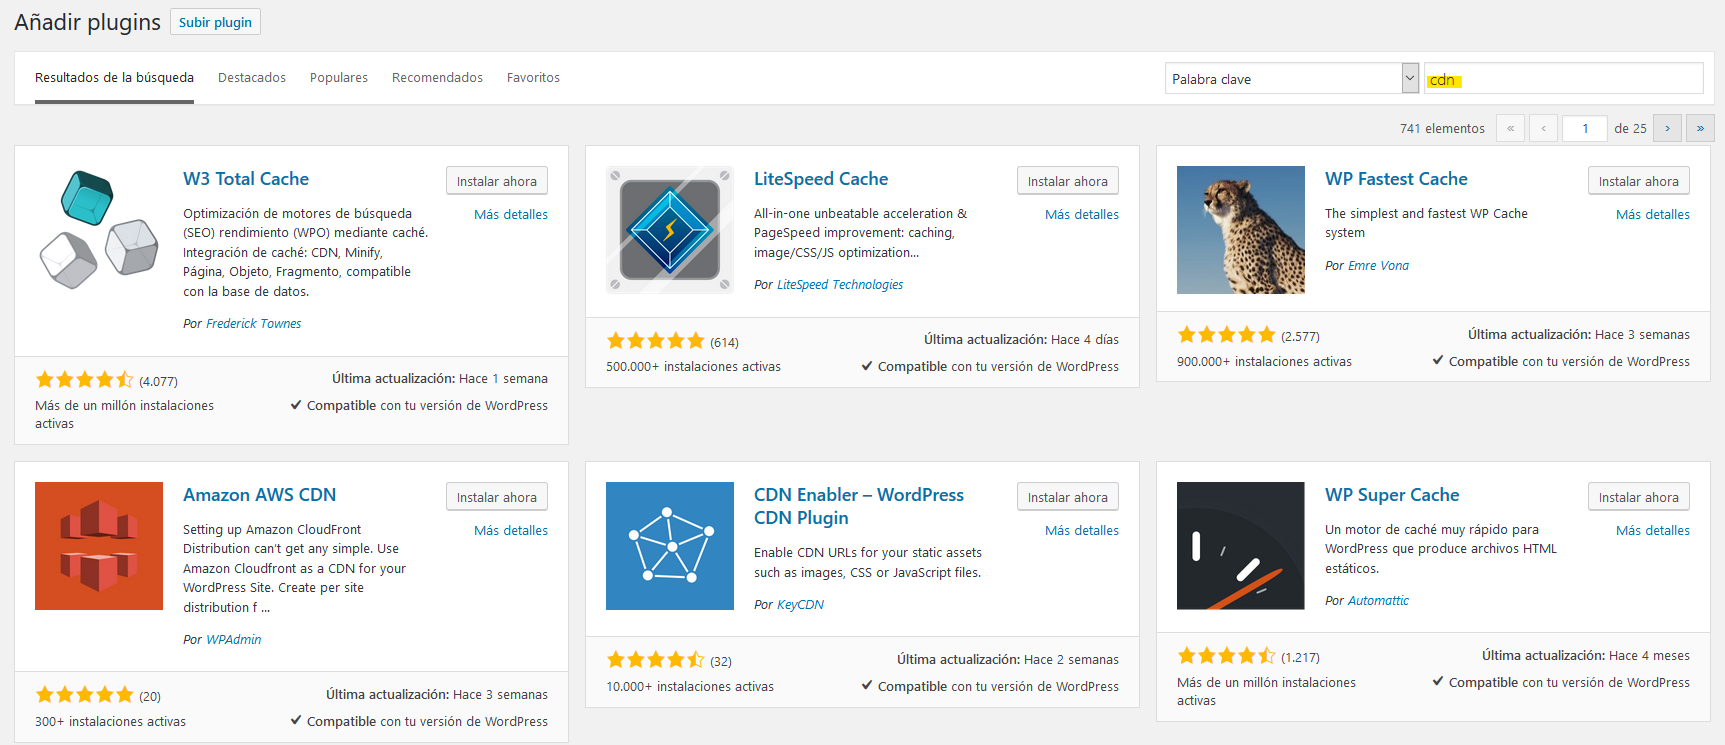 Añadir plugins Subir plugin
Resultados de la búsqueda Destacados Populares Recomendados Favoritos Palabra clave cdn
741 elementos « ‹ 1 de 25 › »
W3 Total Cache
Instalar ahora
Más detalles
Optimización de motores de búsqueda
(SEO) rendimiento (WPO) mediante caché.
Integración de caché: CDN, Minify,
Página, Objeto, Fragmento, compatible
con la base de datos.
Por Frederick Townes
(4.077)
Última actualización: Hace 1 semana
Más de un millón instalaciones
activas
Compatible con tu versión de WordPress
LiteSpeed Cache
Instalar ahora
Más detalles
All-in-one unbeatable acceleration &
PageSpeed improvement: caching,
image/CSS/JS optimization...
Por LiteSpeed Technologies
(614)
Última actualización: Hace 4 días
500.000+ instalaciones activas
Compatible con tu versión de WordPress
WP Fastest Cache
Instalar ahora
Más detalles
The simplest and fastest WP Cache
system
Por Emre Vona
(2.577)
Última actualización: Hace 3 semanas
900.000+ instalaciones activas
Compatible con tu versión de WordPress
Amazon AWS CDN
Instalar ahora
Más detalles
Setting up Amazon CloudFront
Distribution can't get any simple. Use
Amazon Cloudfront as a CDN for your
WordPress Site. Create per site
distribution f ...
Por WPAdmin
(20)
Última actualización: Hace 3 semanas
300+ instalaciones activas
Compatible con tu versión de WordPress
CDN Enabler – WordPress
CDN Plugin
Instalar ahora
Más detalles
Enable CDN URLs for your static assets
such as images, CSS or JavaScript files.
Por KeyCDN
(32)
Última actualización: Hace 2 semanas
10.000+ instalaciones activas
Compatible con tu versión de WordPress
WP Super Cache
Instalar ahora
Más detalles
Un motor de caché muy rápido para
WordPress que produce archivos HTML
estáticos.
Por Automattic
(1.217)
Última actualización: Hace 4 meses
Más de un millón instalaciones
activas
Compatible con tu versión de WordPress